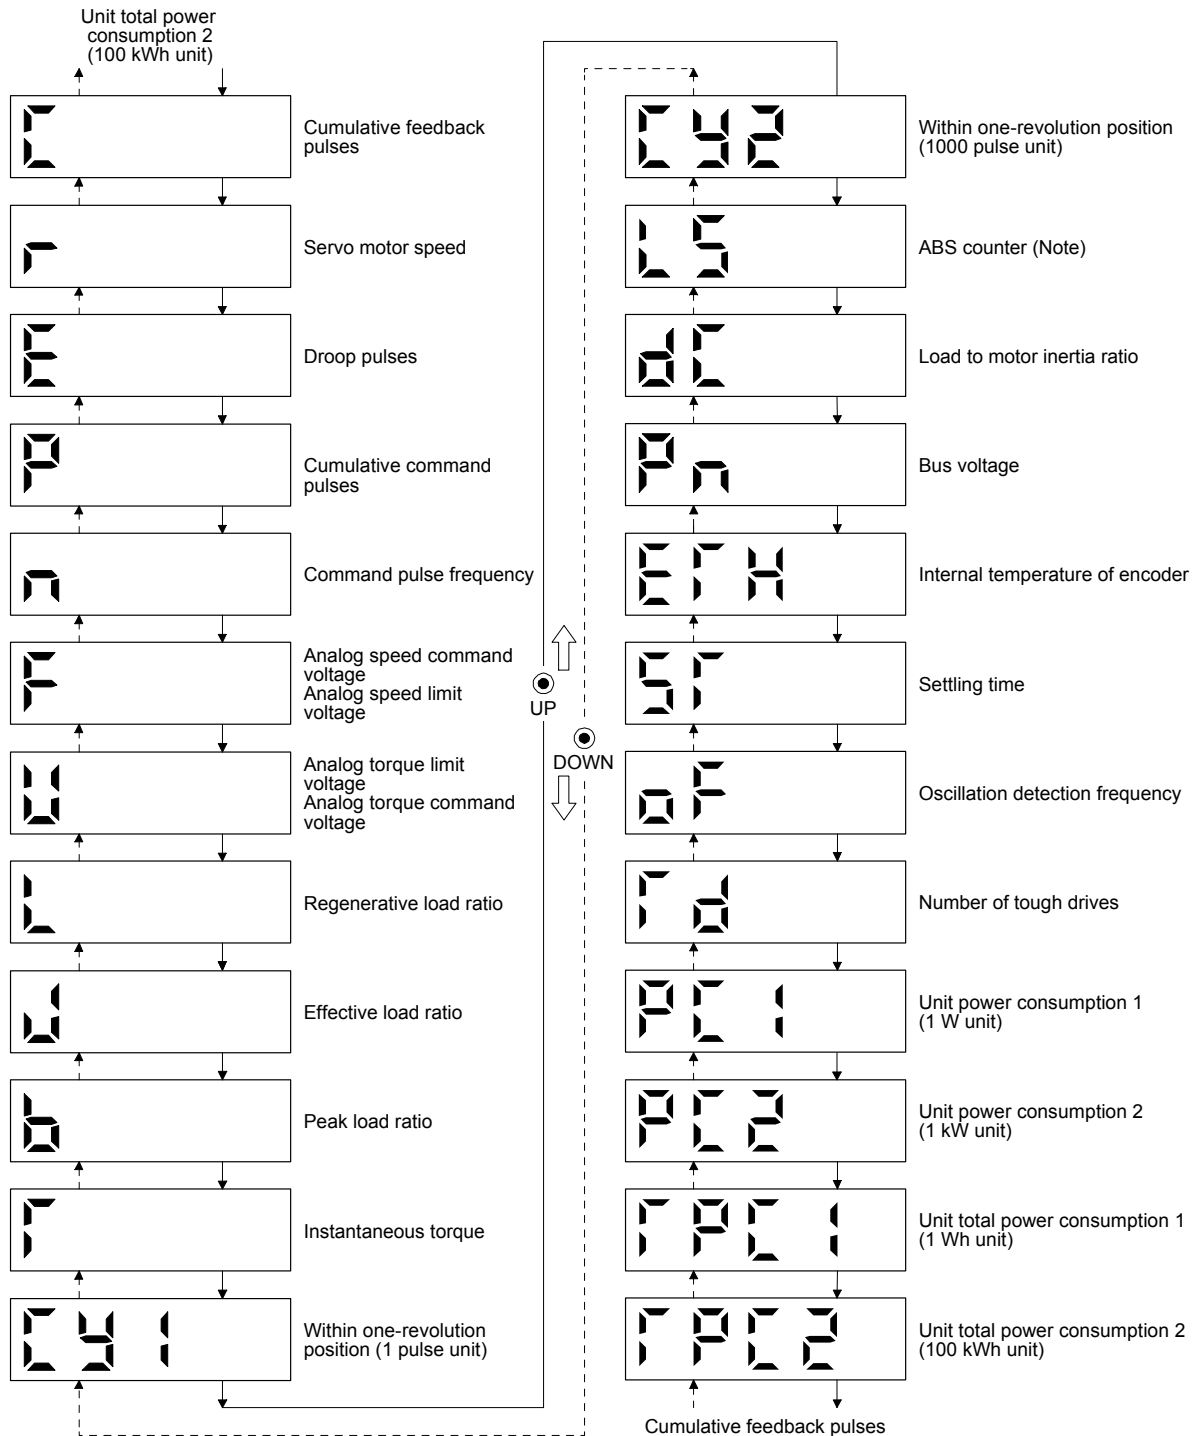 Unit total power
consumption 2
(100 kWh unit)
C
Cumulative feedback
pulses
r
Servo motor speed
E
Droop pulses
P
Cumulative command
pulses
n
Command pulse frequency
F
Analog speed command
voltage
Analog speed limit
voltage
U
Analog torque limit
voltage
Analog torque command
voltage
L
Regenerative load ratio
J
Effective load ratio
b
Peak load ratio
T
Instantaneous torque
Cy1
Within one-revolution
position (1 pulse unit)
UP
DOWN
Cy2
Within one-revolution position
(1000 pulse unit)
LS
ABS counter (Note)
dC
Load to motor inertia ratio
Pn
Bus voltage
ETH
Internal temperature of encoder
ST
Settling time
oF
Oscillation detection frequency
Td
Number of tough drives
PC1
Unit power consumption 1
(1 W unit)
PC2
Unit power consumption 2
(1 kW unit)
TPC1
Unit total power consumption 1
(1 Wh unit)
TPC2
Unit total power consumption 2
(100 kWh unit)
Cumulative feedback pulses